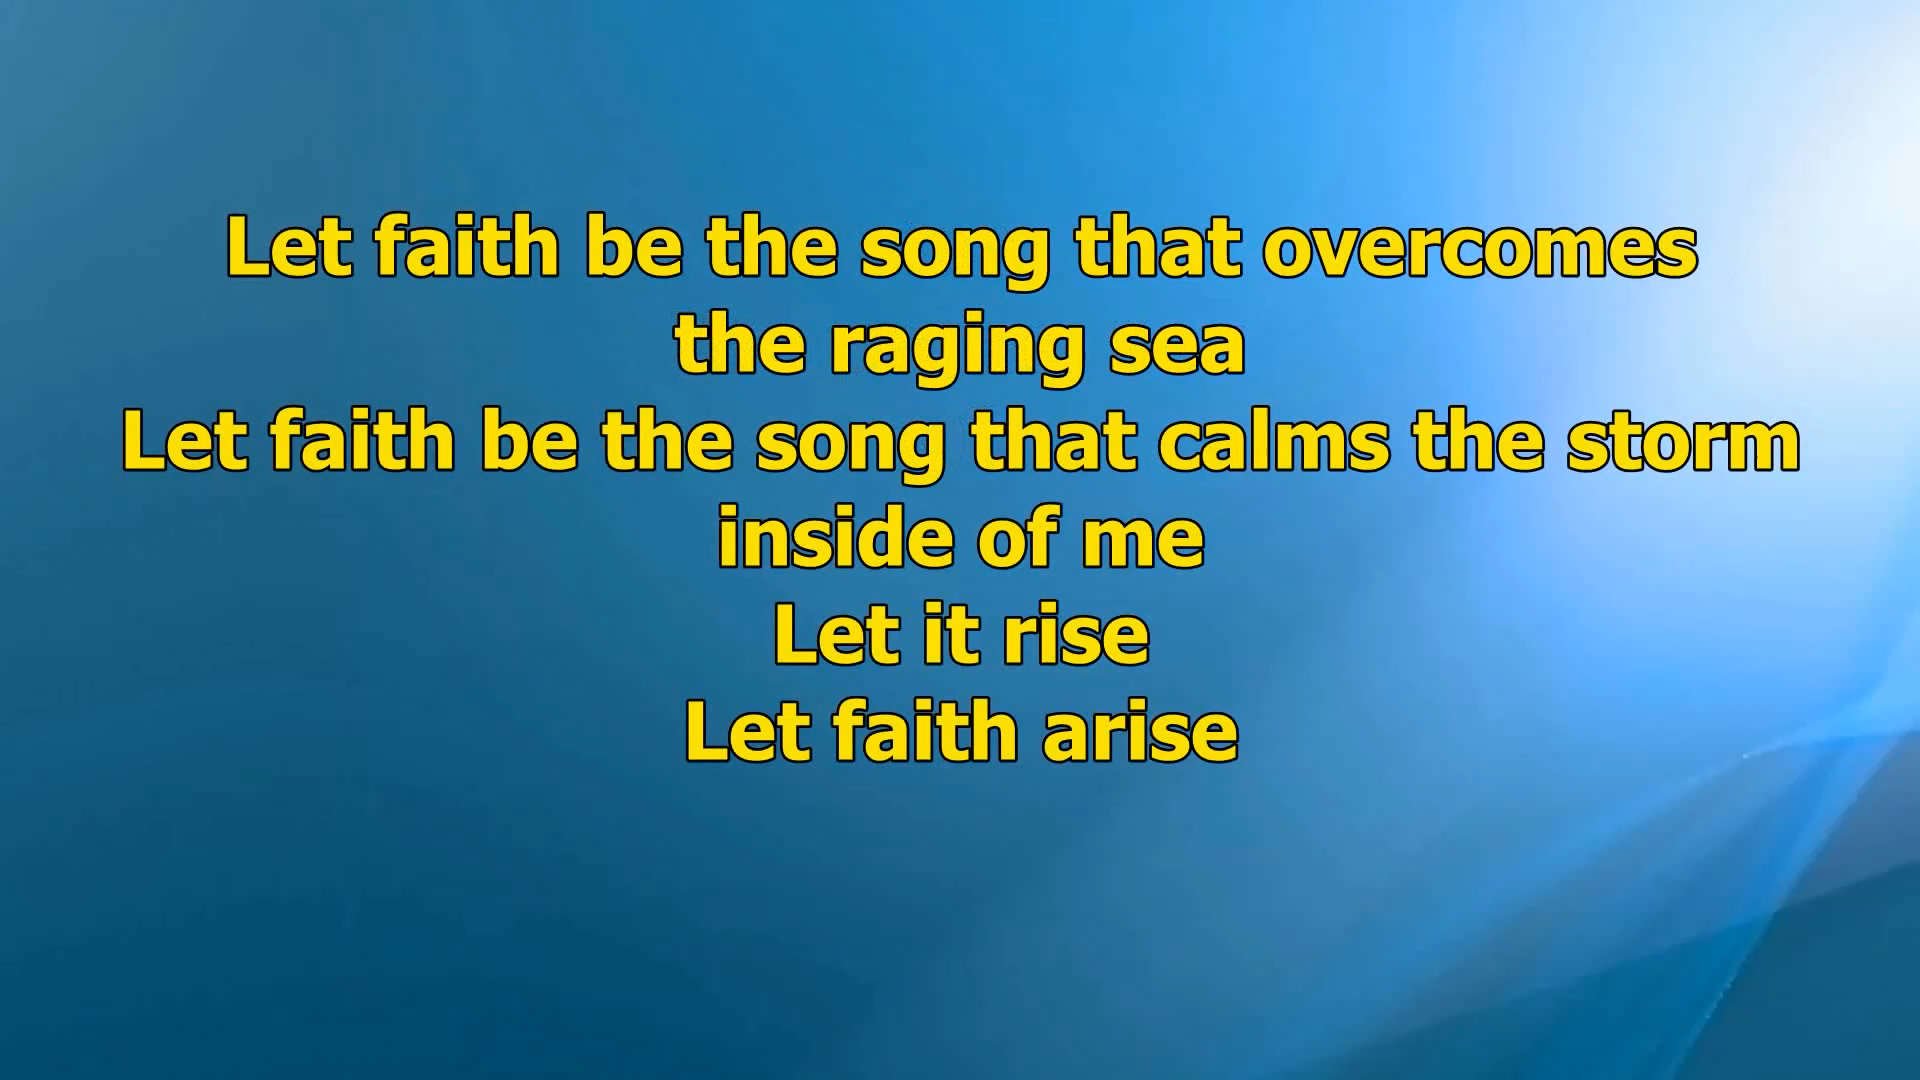 Let faith be the song that overcomes
the raging sea
Let faith be the song that calms the storm
inside of me
Let it rise
Let faith arise